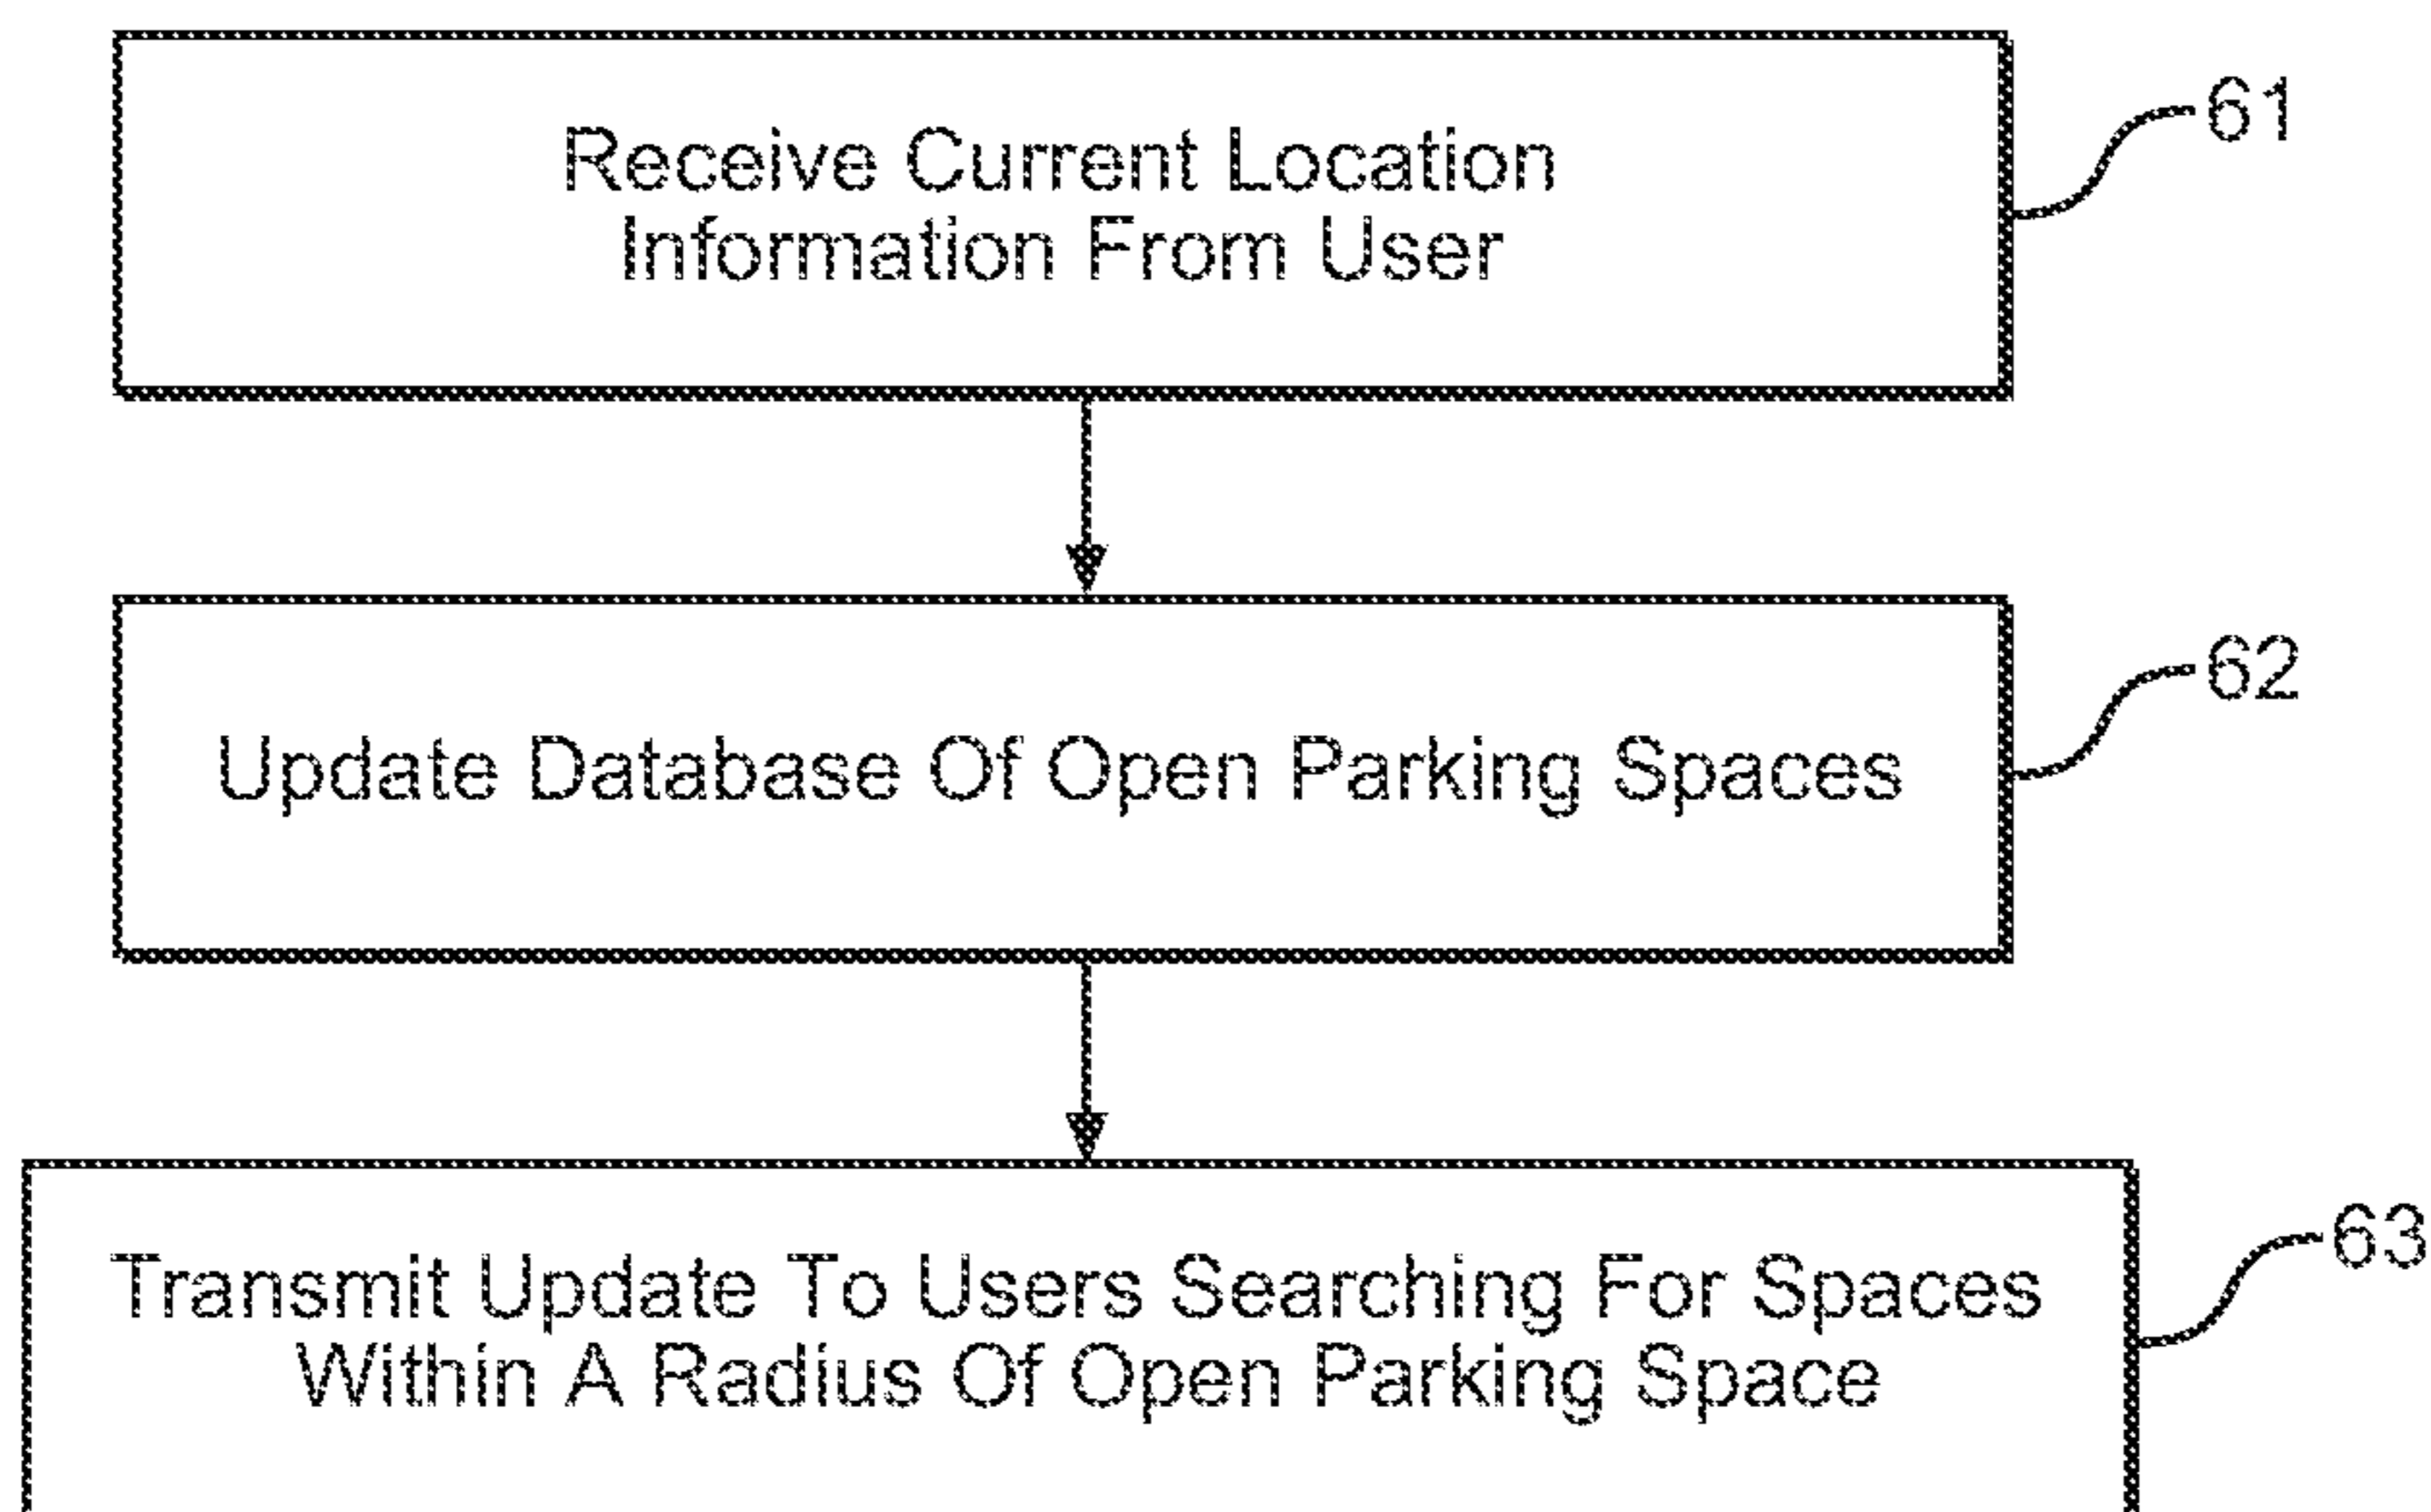 Receive Current Location
Information From User
61
Update Database Of Open Parking Spaces
62
Transmit Update To Users Searching For Spaces
Within A Radius Of Open Parking Space
63